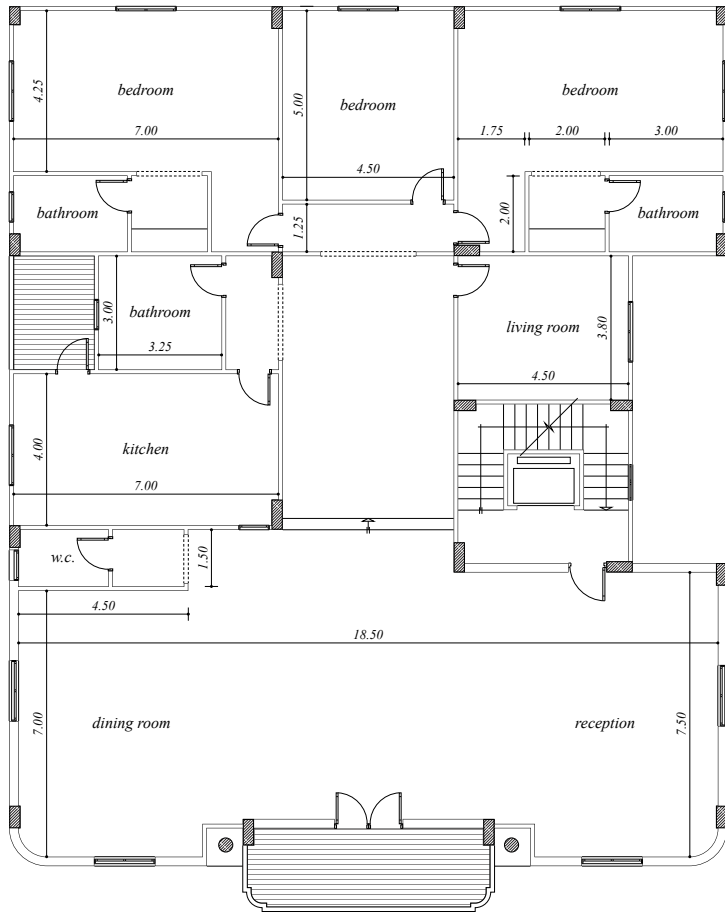 bedroom
bedroom
bedroom
4.25
5.00
7.00
1.75
2.00
3.00
4.50
bathroom
bathroom
2.00
1.25
bathroom
3.00
3.25
living room
3.80
4.50
kitchen
4.00
7.00
w.c.
1.50
4.50
18.50
dining room
reception
7.00
7.50